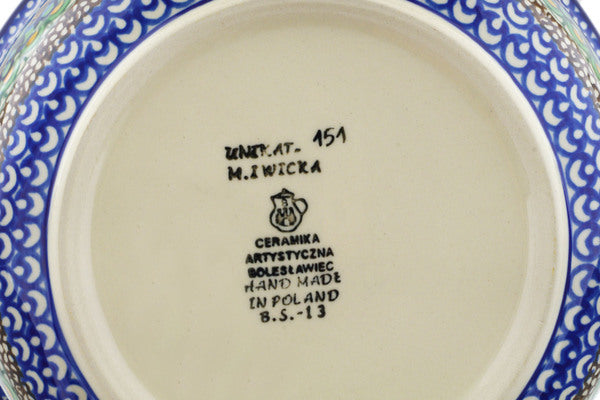 UNIKAT- 151
M.IWICKA
CERAMIKA
ARTYSTYCZNA
BOLESŁAWIEC
HAND MADE
IN POLAND
B.S.-13